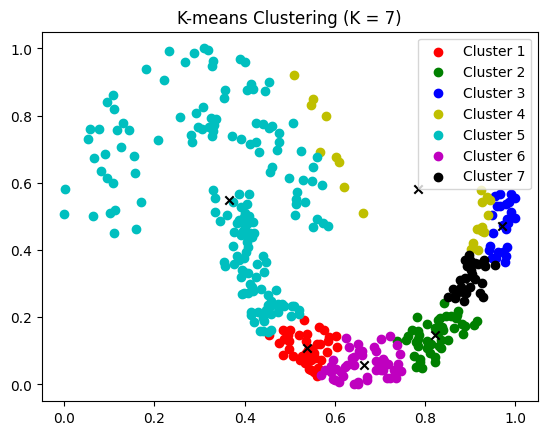 K-means Clustering (K = 7)
Cluster 1
Cluster 2
Cluster 3
Cluster 4
Cluster 5
Cluster 6
Cluster 7
1.0
0.8
0.6
0.4
0.2
0.0
0.0 0.2 0.4 0.6 0.8 1.0